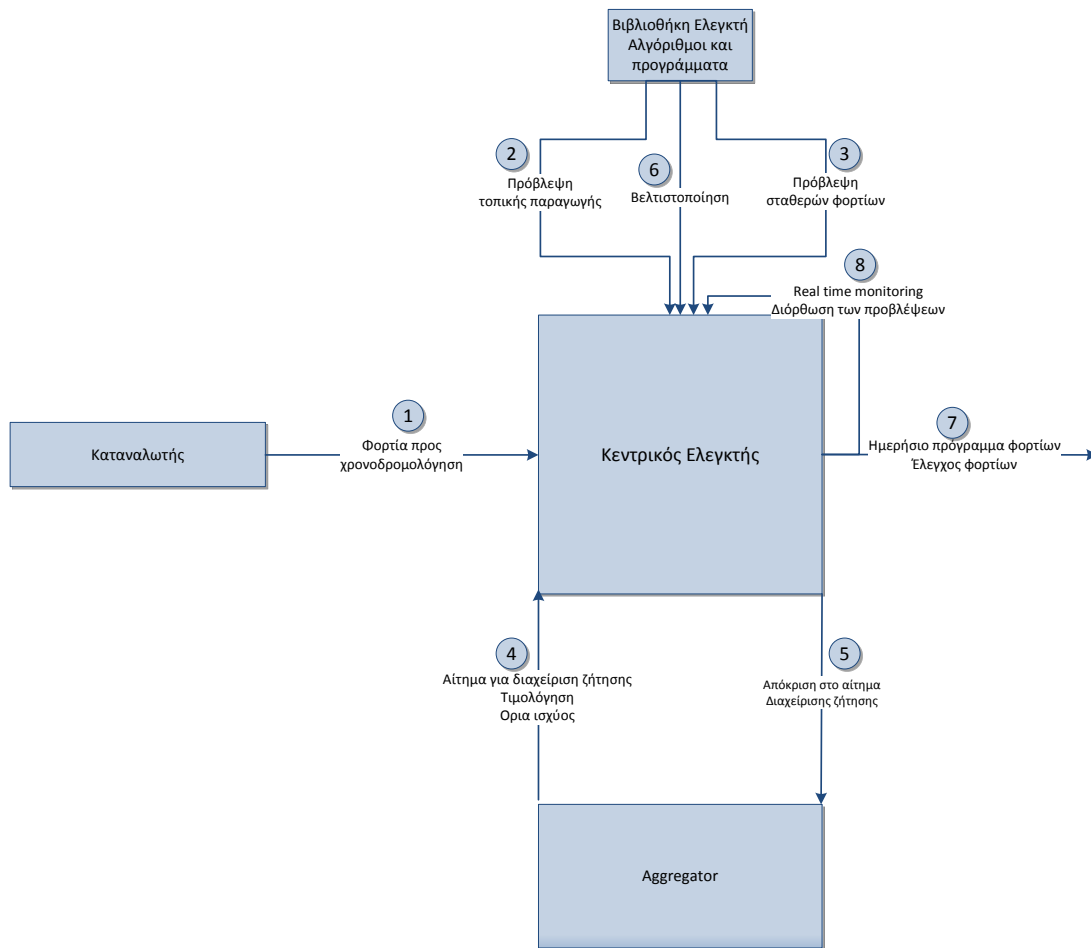 Βιβλιοθήκη Ελεγκτή
Αλγόριθμοι και
προγράμματα
2
Πρόβλεψη
τοπικής παραγωγής
6
Βελτιστοποίηση
3
Πρόβλεψη
σταθερών φορτίων
8
Real time monitoring
Διόρθωση των προβλέψεων
Καταναλωτής
1
Φορτία προς
χρονοδρομολόγηση
Κεντρικός Ελεγκτής
7
Ημερήσιο πρόγραμμα φορτίων
Έλεγχος φορτίων
4
Αίτημα για διαχείριση ζήτησης
Τιμολόγηση
Ορια ισχύος
5
Απόκριση στο αίτημα
Διαχείρισης ζήτησης
Aggregator